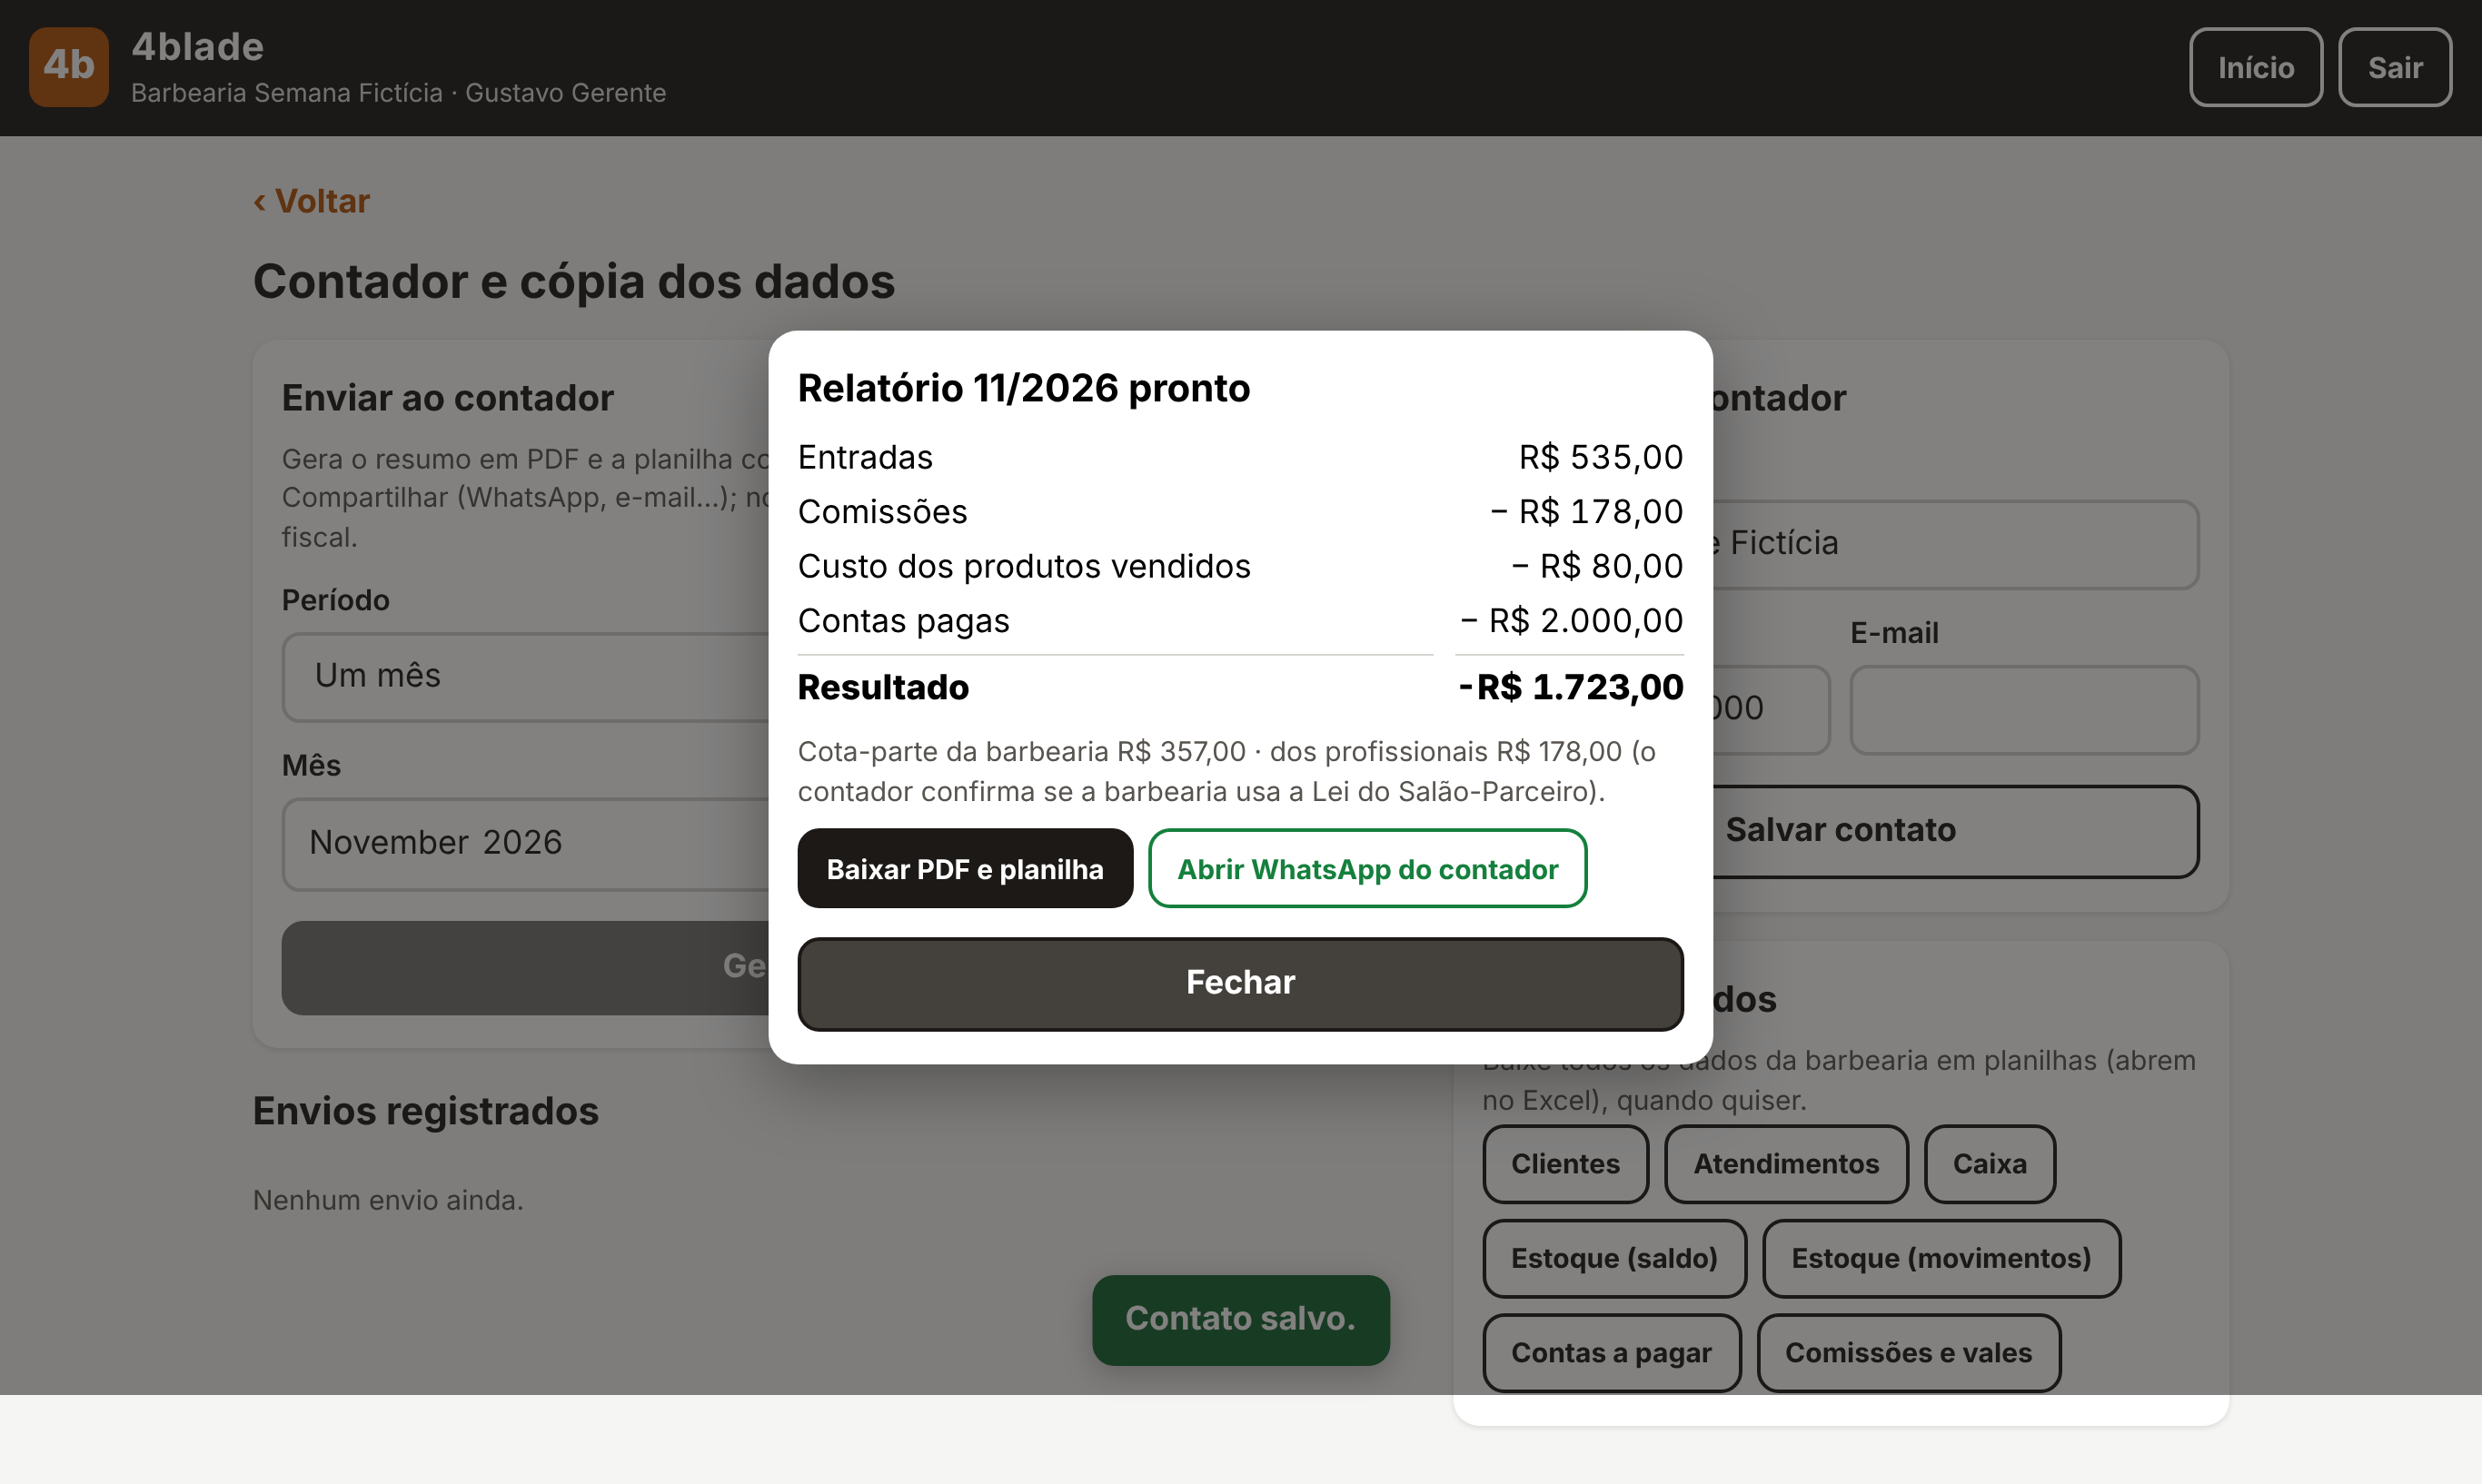 4b
4blade
Barbearia Semana Fictícia · Gustavo Gerente
Início
Sair
‹ Voltar
Contador e cópia dos dados
Enviar ao contador
Gera o resumo em PDF e a planilha
Compartilhar (WhatsApp, e-mail...);
fiscal.
Período
Um mês
Mês
November 2026
Envios registrados
Nenhum envio ainda.
Relatório 11/2026 pronto
Entradas R$ 535,00
Comissões − R$ 178,00
Custo dos produtos vendidos − R$ 80,00
Contas pagas − R$ 2.000,00
Resultado -R$ 1.723,00
Cota-parte da barbearia R$ 357,00 · dos profissionais R$ 178,00 (o
contador confirma se a barbearia usa a Lei do Salão-Parceiro).
Baixar PDF e planilha
Abrir WhatsApp do contador
Fechar
Contato salvo.
Fictícia
E-mail
000
Salvar contato
Baixe todos os dados da barbearia em planilhas (abrem
no Excel), quando quiser.
Clientes
Atendimentos
Caixa
Estoque (saldo)
Estoque (movimentos)
Contas a pagar
Comissões e vales